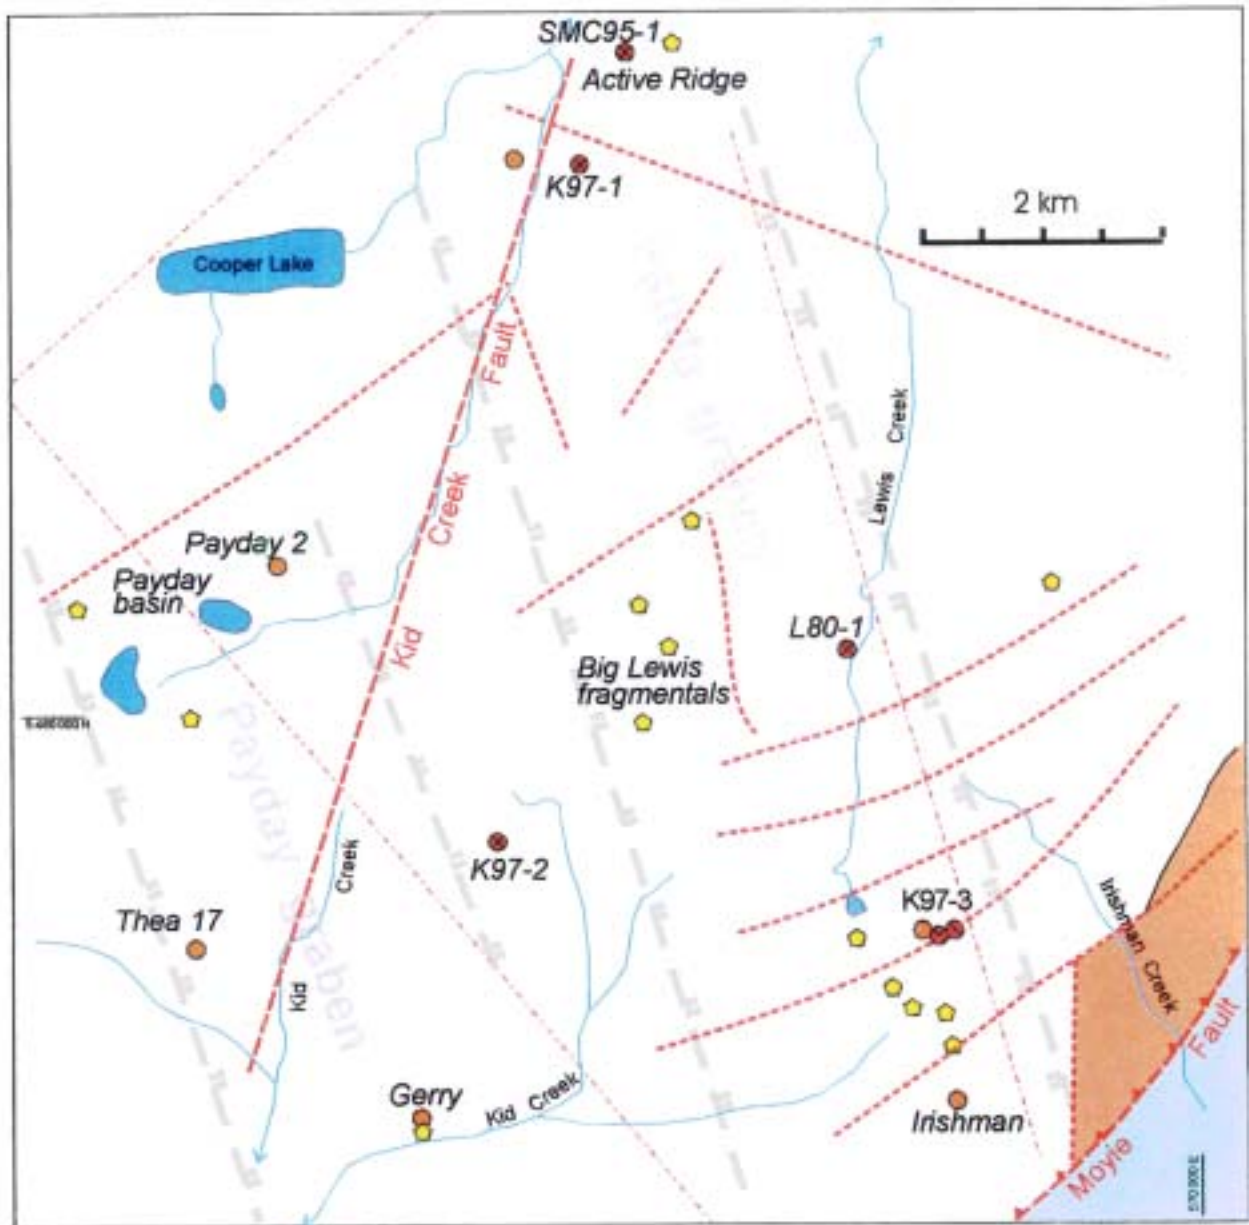 SMC95-1
Active Ridge
K97-1
2 km
Cooper Lake
Fault
Creek
Kid
Lewis
Creek
Payday 2
Payday
basin
L80-1
Big Lewis
fragmentals
Payday
K97-2
Creek
Kid
Thea 17
K97-3
Irishman Creek
Gerry
Kid Creek
Irishman
Moyie
Fault
570 000 E